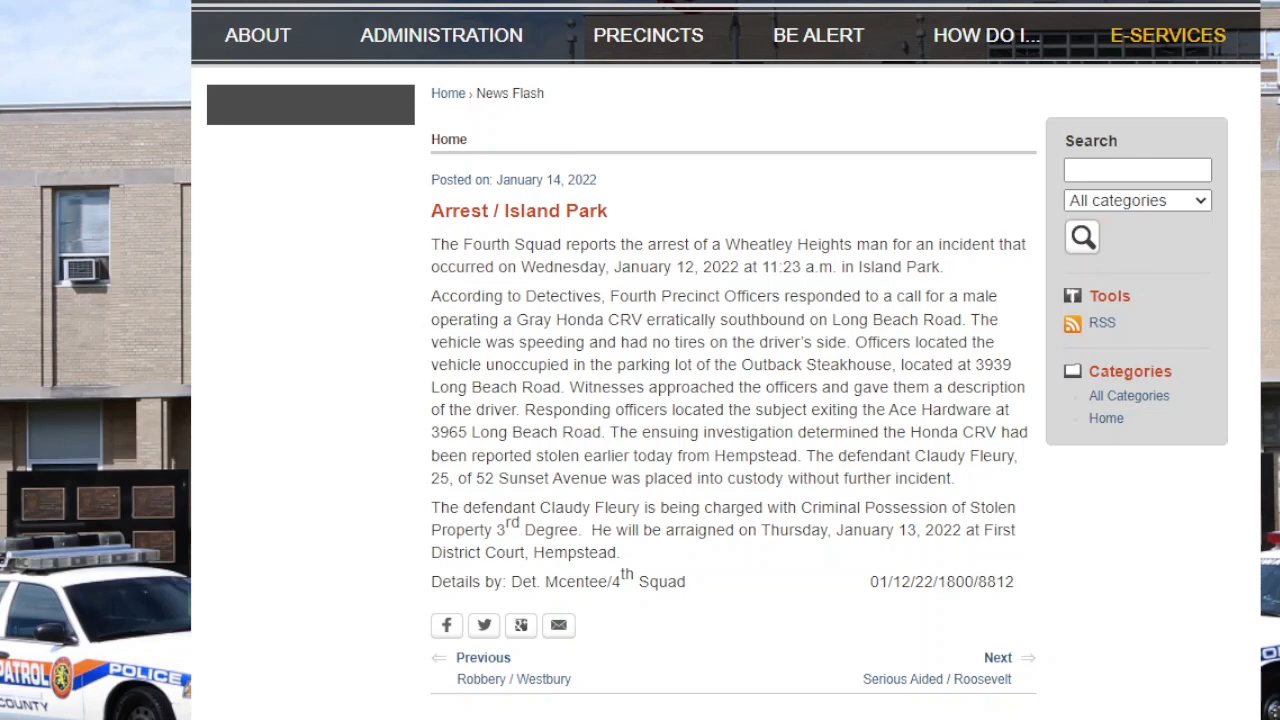 ABOUT ADMINISTRATION PRECINCTS BE ALERT HOW DO I... E-SERVICES
Home › News Flash
Home
Posted on: January 14, 2022
Arrest / Island Park
The Fourth Squad reports the arrest of a Wheatley Heights man for an incident that
occurred on Wednesday, January 12, 2022 at 11:23 a.m. in Island Park.
According to Detectives, Fourth Precinct Officers responded to a call for a male
operating a Gray Honda CRV erratically southbound on Long Beach Road. The
vehicle was speeding and had no tires on the driver's side. Officers located the
vehicle unoccupied in the parking lot of the Outback Steakhouse, located at 3939
Long Beach Road. Witnesses approached the officers and gave them a description
of the driver. Responding officers located the subject exiting the Ace Hardware at
3965 Long Beach Road. The ensuing investigation determined the Honda CRV had
been reported stolen earlier today from Hempstead. The defendant Claudy Fleury,
25, of 52 Sunset Avenue was placed into custody without further incident.
The defendant Claudy Fleury is being charged with Criminal Possession of Stolen
Property 3rd Degree. He will be arraigned on Thursday, January 13, 2022 at First
District Court, Hempstead.
Details by: Det. Mcentee/4th Squad 01/12/22/1800/8812
Previous
Robbery / Westbury
Next
Serious Aided / Roosevelt
Search
All categories
Tools
RSS
Categories
All Categories
Home
PATROL
POLICE
COUNTY